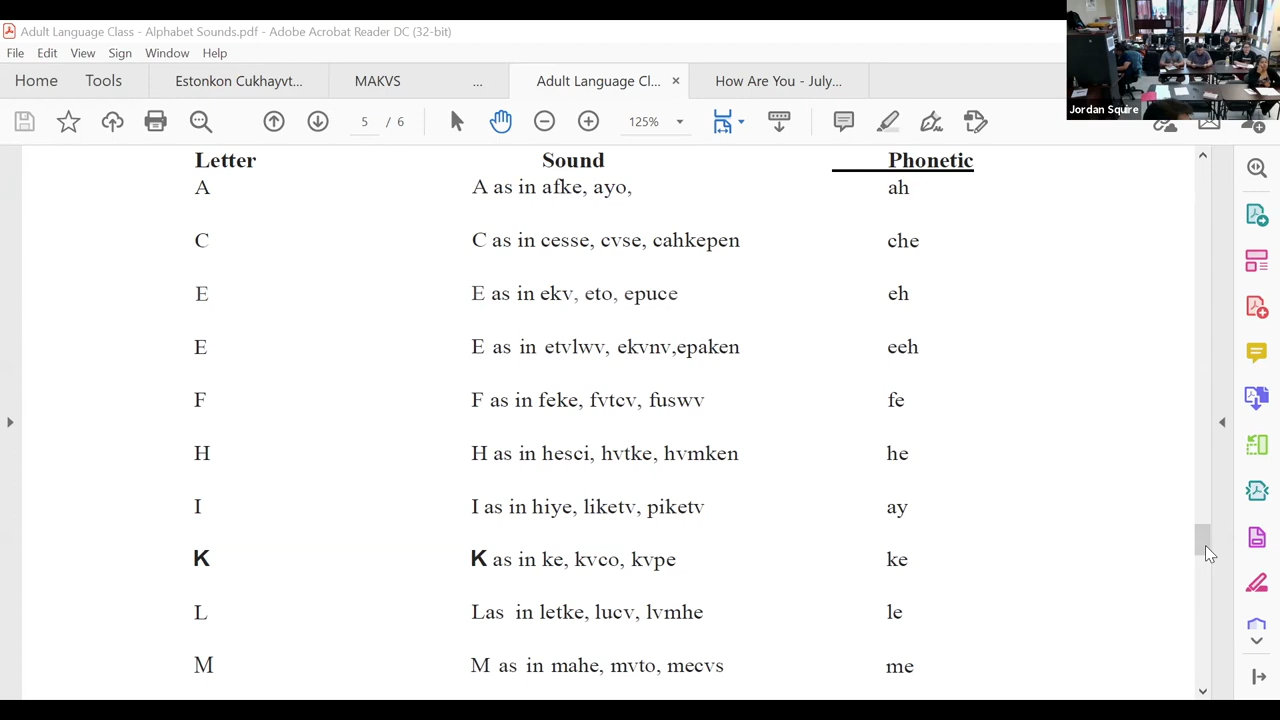 Adult Language Class - Alphabet Sounds.pdf - Adobe Acrobat Reader DC (32-bit)
File Edit View Sign Window Help
Home Tools Estonkon Cukhayvt... MAKVS ... Adult Language Cl... × How Are You - July...
Jordan Squire
5 / 6 125%
Letter Sound Phonetic
A A as in afke, ayo, ah
C C as in cesse, cvse, cahkepen che
E E as in ekv, eto, epuce eh
E E as in etvlwv, ekvnv,epaken eeh
F F as in feke, fvtcv, fuswv fe
H H as in hesci, hvtke, hvmken he
I I as in hiye, liketv, piketv ay
K K as in ke, kvco, kvpe ke
L Las in letke, lucv, lvmhe le
M M as in mahe, mvto, mecvs me